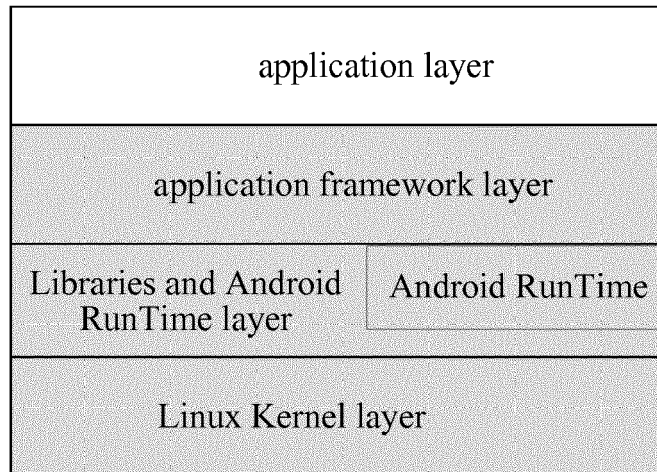 application layer
application framework layer
Libraries and Android
RunTime layer
Android RunTime
Linux Kernel layer